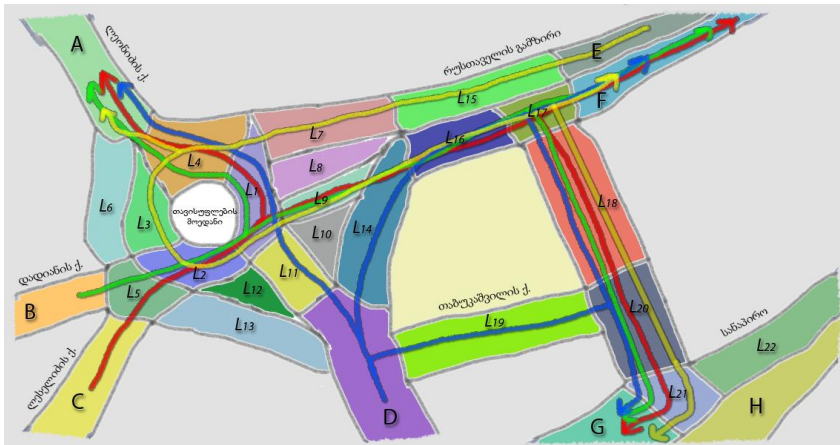 A
ლეონიძის ქ.
რუსთაველის გამზირი
E
F
L15
L17
L7
L16
L4
L1
L8
L9
L6
L3
თავისუფლების
მოედანი
L10
L14
L18
დადიანის ქ.
L2
L11
L5
L12
B
L13
თაბუკაშვილის ქ.
L20
L19
სანაპირო
L22
ლესელიძის ქ.
C
D
L21
G
H